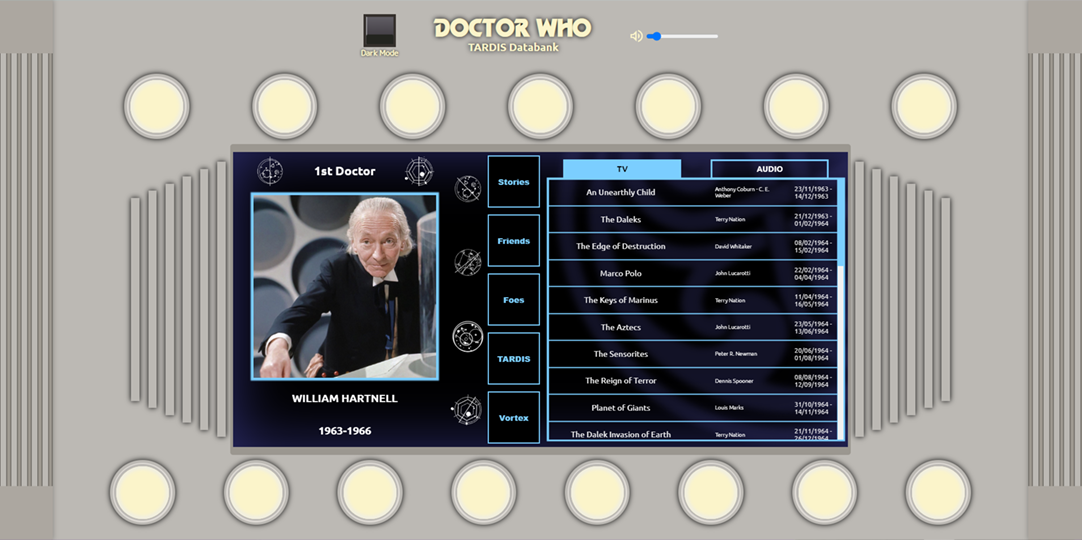 DOCTOR WHO
TARDIS Databank
Dark Mode
1st Doctor
WILLIAM HARTNELL
1963-1966
Stories
Friends
Foes
TARDIS
Vortex
TV
AUDIO
An Unearthly Child
Anthony Coburn - C. E.
Weber
23/11/1963 -
14/12/1963
The Daleks
Terry Nation
21/12/1963 -
01/02/1964
The Edge of Destruction
David Whitaker
08/02/1964 -
15/02/1964
Marco Polo
John Lucarotti
22/02/1964 -
04/04/1964
The Keys of Marinus
Terry Nation
11/04/1964 -
16/05/1964
The Aztecs
John Lucarotti
23/05/1964 -
13/06/1964
The Sensorites
Peter R. Newman
20/06/1964 -
01/08/1964
The Reign of Terror
Dennis Spooner
08/08/1964 -
12/09/1964
Planet of Giants
Louis Marks
31/10/1964 -
14/11/1964
The Dalek Invasion of Earth
Terry Nation
21/11/1964 -
26/12/1964